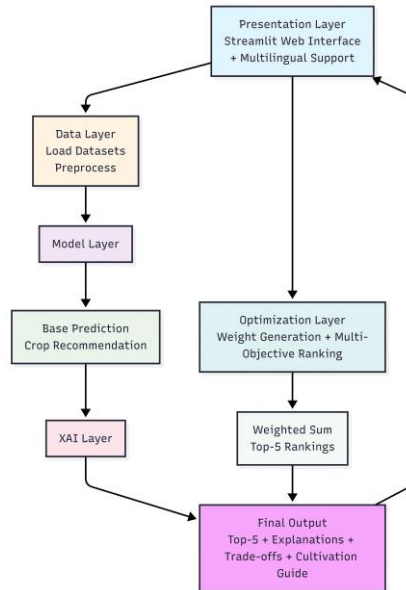 Presentation Layer
Streamlit Web Interface
+ Multilingual Support
Data Layer
Load Datasets
Preprocess
Model Layer
Base Prediction
Crop Recommendation
Optimization Layer
Weight Generation + Multi-
Objective Ranking
XAI Layer
Weighted Sum
Top-5 Rankings
Final Output
Top-5 + Explanations +
Trade-offs + Cultivation
Guide